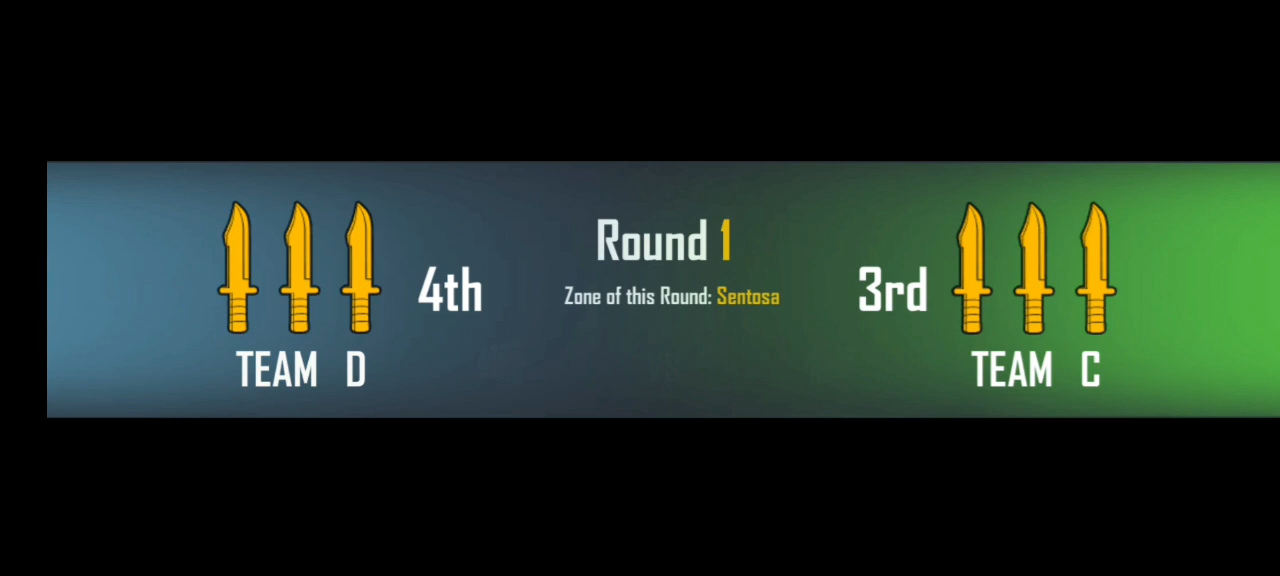 Round 1
Zone of this Round: Sentosa
4th
TEAM D
3rd
TEAM C